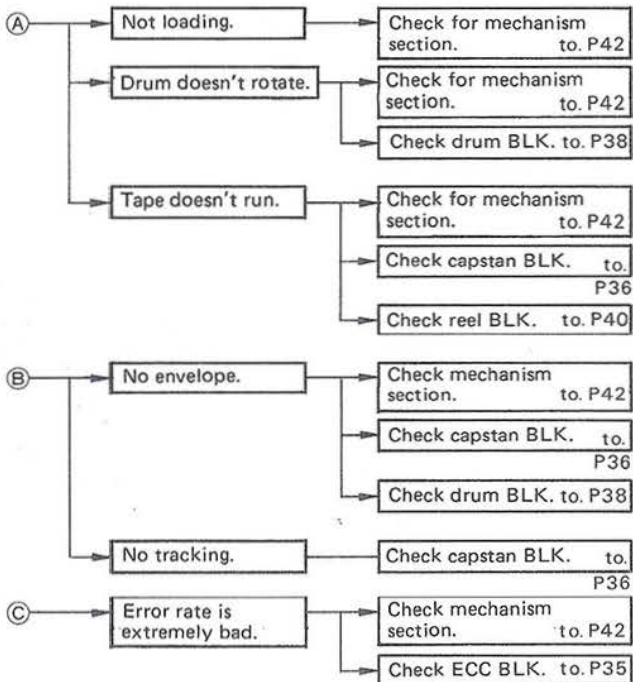 Ⓐ
Not loading.
Check for mechanism
section. to. P42
Drum doesn't rotate.
Check for mechanism
section. to. P42
Check drum BLK. to. P38
Tape doesn't run.
Check for mechanism
section. to. P42
Check capstan BLK. to.
P36
Check reel BLK. to. P40
Ⓑ
No envelope.
Check mechanism
section. to. P42
Check capstan BLK. to.
P36
Check drum BLK. to. P38
No tracking.
Check capstan BLK. to.
P36
Ⓒ
Error rate is
extremely bad.
Check mechanism
section. to. P42
Check ECC BLK. to. P35